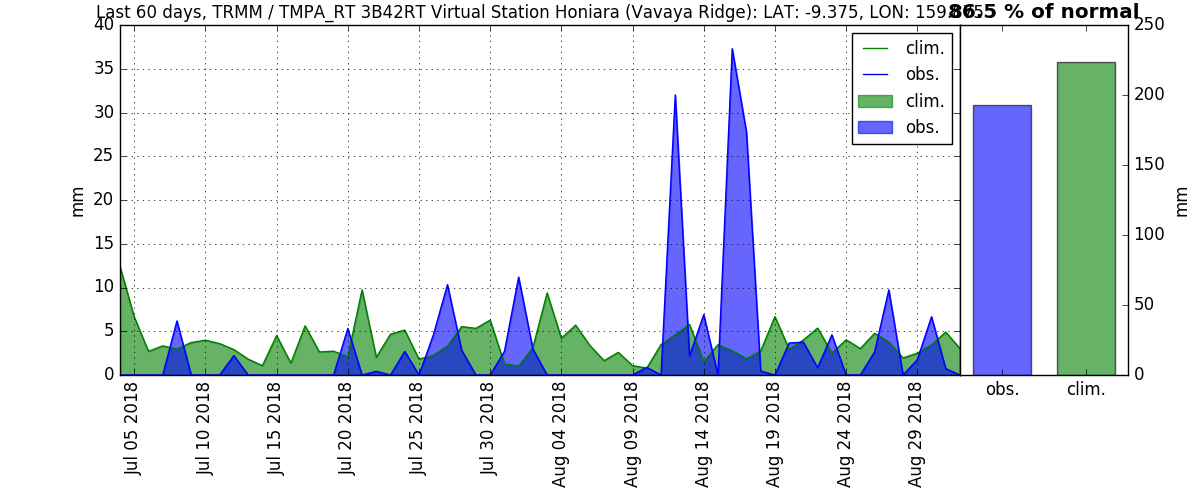 Last 60 days, TRMM / TMPA_RT 3B42RT Virtual Station Honiara (Vavaya Ridge): LAT: -9.375, LON:
86.5 % of normal
40
35
30
25
20
15
10
5
0
mm
clim.
obs.
clim.
obs.
250
200
150
100
50
0
mm
Jul 05 2018
Jul 10 2018
Jul 15 2018
Jul 20 2018
Jul 25 2018
Jul 30 2018
Aug 04 2018
Aug 09 2018
Aug 14 2018
Aug 19 2018
Aug 24 2018
Aug 29 2018
obs.
clim.